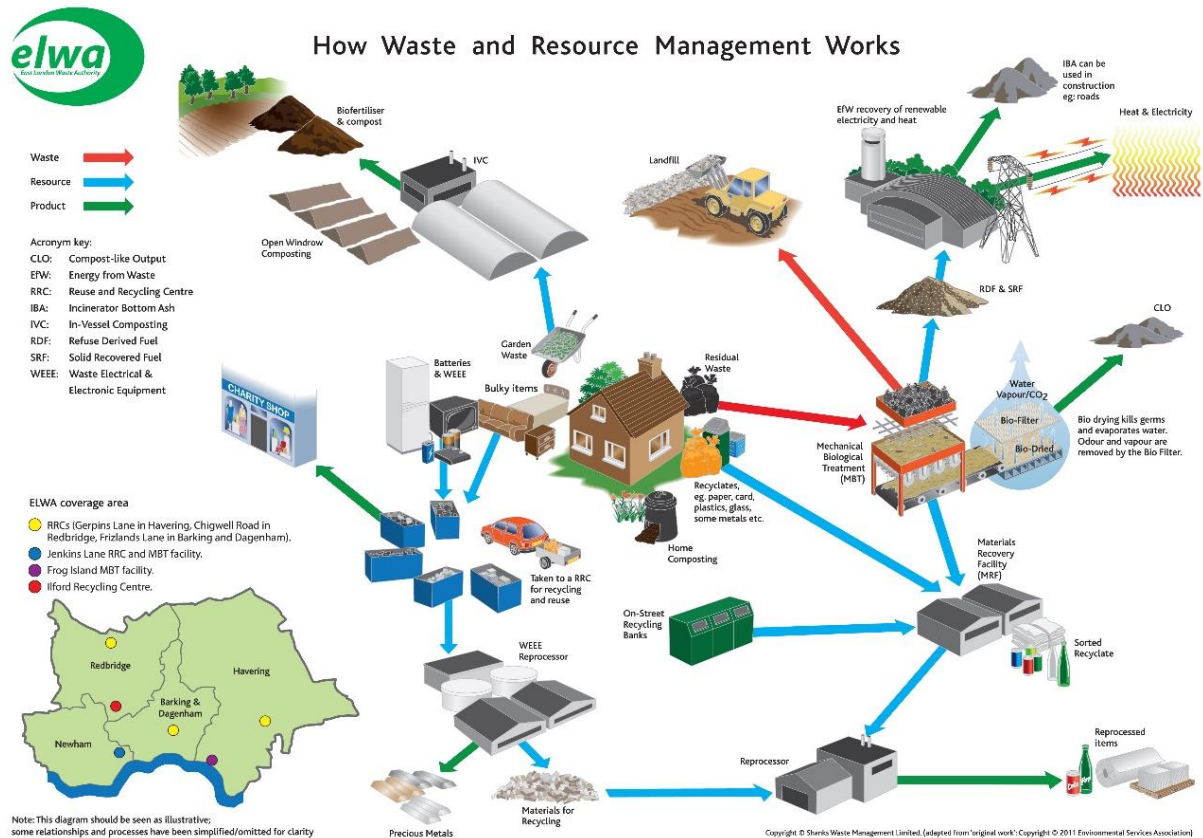 elwa
East London Waste Authority
How Waste and Resource Management Works
Waste
Resource
Product
Acronym key:
CLO: Compost-like Output
EfW: Energy from Waste
RRC: Reuse and Recycling Centre
IBA: Incinerator Bottom Ash
IVC: In-Vessel Composting
RDF: Refuse Derived Fuel
SRF: Solid Recovered Fuel
WEEE: Waste Electrical &
Electronic Equipment
Biofertiliser
& compost
IVC
Open Windrow
Composting
Landfill
EfW recovery of renewable
electricity and heat
IBA can be
used in
construction
eg: roads
Heat & Electricity
RDF & SRF
CLO
Garden
Waste
Batteries
& WEEE
Bulky items
Residual
Waste
CHARITY SHOP
Water
Vapour/CO2
Bio-Filter
Bio-Dried
Bio drying kills germs
and evaporates water.
Odour and vapour are
removed by the Bio Filter.
Mechanical
Biological
Treatment
(MBT)
Recyclates,
eg. paper, card,
plastics, glass,
some metals etc.
Home
Composting
Taken to a RRC
for recycling
and reuse
Materials
Recovery
Facility
(MRF)
On-Street
Recycling
Banks
Sorted
Recyclate
WEEE
Reprocessor
Precious Metals
Materials for
Recycling
Reprocessor
Reprocessed
items
ELWA coverage area
RRCs (Gerpins Lane in Havering, Chigwell Road in
Redbridge, Frizlands Lane in Barking and Dagenham).
Jenkins Lane RRC and MBT facility.
Frog Island MBT facility.
Ilford Recycling Centre.
Redbridge
Havering
Barking &
Dagenham
Newham
Note: This diagram should be seen as illustrative;
some relationships and processes have been simplified/omitted for clarity
Copyright © Shanks Waste Management Limited, (adapted from 'original work': Copyright © 2011 Environmental Services Association)